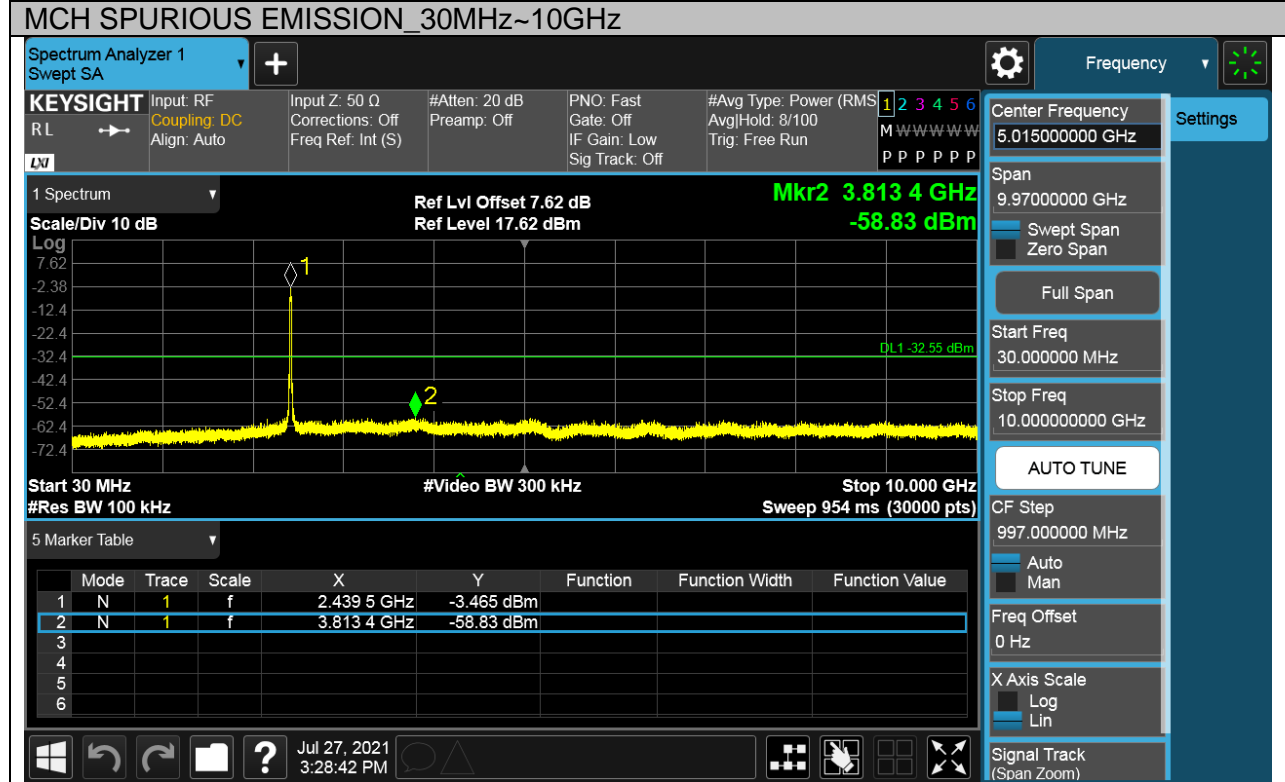 MCH SPURIOUS EMISSION_30MHz~10GHz
Spectrum Analyzer 1
Swept SA
Frequency
KEYSIGHT
RL
LXI
Input: RF
Coupling: DC
Align: Auto
Input Z: 50 Ω
Corrections: Off
Freq Ref: Int (S)
#Atten: 20 dB
Preamp: Off
PNO: Fast
Gate: Off
IF Gain: Low
Sig Track: Off
#Avg Type: Power (RMS
Avg|Hold: 8/100
Trig: Free Run
1 2 3 4 5 6
M W W W W W
P P P P P P
1 Spectrum
Scale/Div 10 dB
Ref Lvl Offset 7.62 dB
Ref Level 17.62 dBm
Mkr2 3.813 4 GHz
-58.83 dBm
Log
7.62
-2.38
-12.4
-22.4
-32.4
-42.4
-52.4
-62.4
-72.4
1
2
DL1 -32.55 dBm
Start 30 MHz
#Video BW 300 kHz
Stop 10.000 GHz
#Res BW 100 kHz
Sweep 954 ms (30000 pts)
5 Marker Table
Mode Trace Scale X Y Function Function Width Function Value
1 N 1 f 2.439 5 GHz -3.465 dBm
2 N 1 f 3.813 4 GHz -58.83 dBm
3
4
5
6
?
Jul 27, 2021
3:28:42 PM
Center Frequency
5.015000000 GHz
Settings
Span
9.97000000 GHz
Swept Span
Zero Span
Full Span
Start Freq
30.000000 MHz
Stop Freq
10.000000000 GHz
AUTO TUNE
CF Step
997.000000 MHz
Auto
Man
Freq Offset
0 Hz
X Axis Scale
Log
Lin
Signal Track
(Span Zoom)